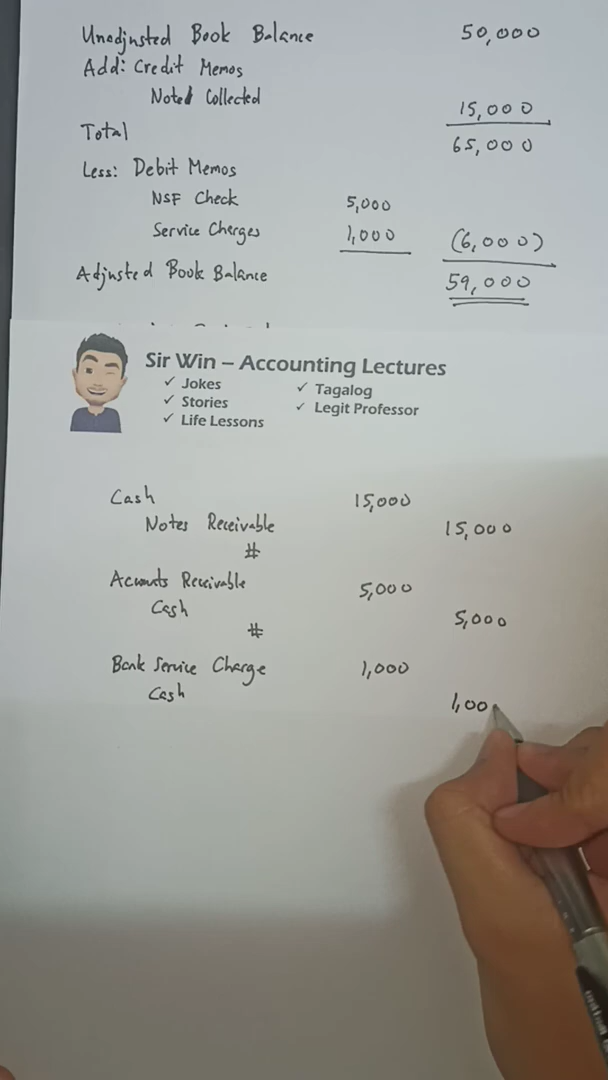 Unadjusted Book Balance 50,000
Add: Credit Memos
Noted Collected 15,000
Total 65,000
Less: Debit Memos
NSF Check 5,000
Service Charges 1,000 (6,000)
Adjusted Book Balance 59,000
Sir Win – Accounting Lectures
✓ Jokes ✓ Tagalog
✓ Stories ✓ Legit Professor
✓ Life Lessons
Cash 15,000
Notes Receivable 15,000
#
Accounts Receivable 5,000
Cash 5,000
#
Bank Service Charge 1,000
Cash 1,00